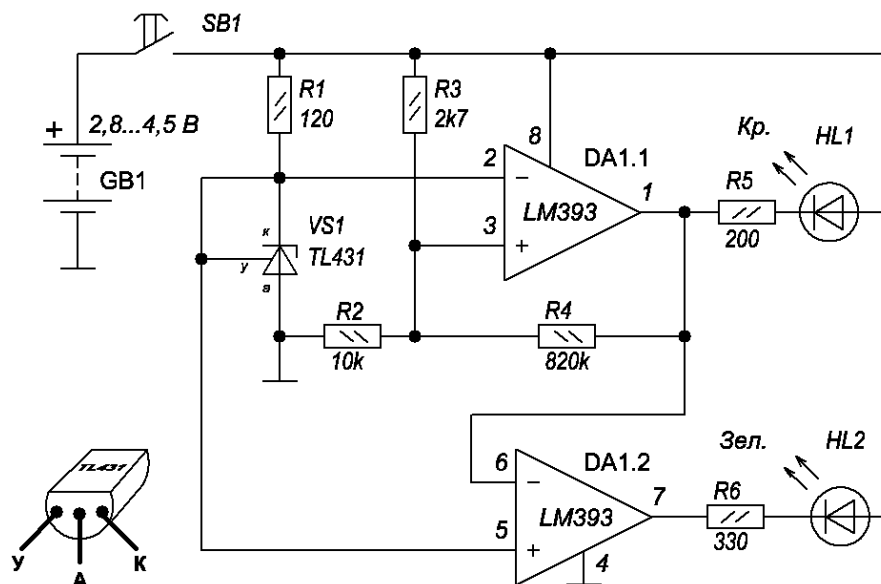 SB1
+ 2,8...4,5 В
GB1
R1
120
R3
2k7
8
DA1.1
2
−
LM393
1
3
+
Кр.
HL1
R5
200
к
VS1
TL431
у
а
R2
10k
R4
820k
6
−
DA1.2
LM393
7
5
+
4
Зел.
HL2
R6
330
TL431
У
А
К